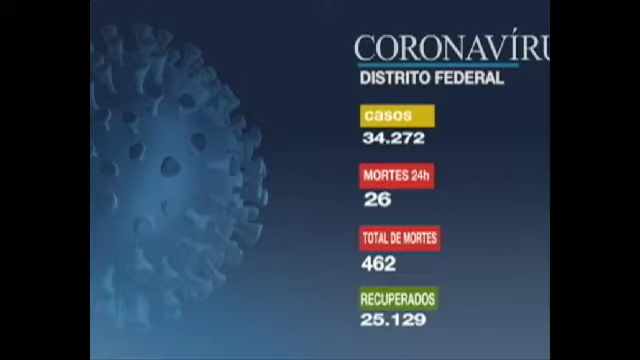 CORONAVÍRU
DISTRITO FEDERAL
casos
34.272
MORTES 24h
26
TOTAL DE MORTES
462
RECUPERADOS
25.129